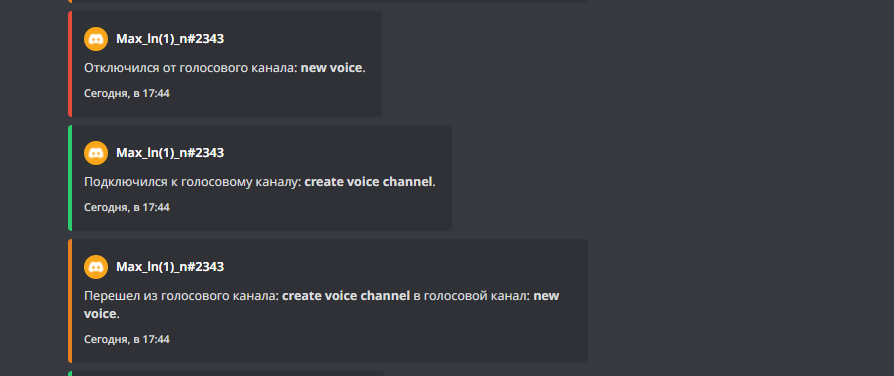 Max_ln(1)_n#2343
Отключился от голосового канала: new voice.
Сегодня, в 17:44
Max_ln(1)_n#2343
Подключился к голосовому каналу: create voice channel.
Сегодня, в 17:44
Max_ln(1)_n#2343
Перешел из голосового канала: create voice channel в голосовой канал: new
voice.
Сегодня, в 17:44